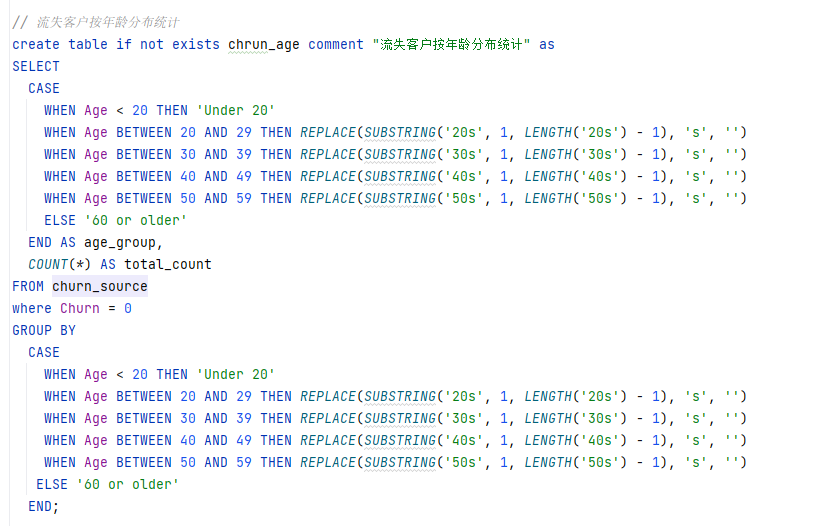 // 流失客户按年龄分布统计
create table if not exists chrun_age comment "流失客户按年龄分布统计" as
SELECT
CASE
WHEN Age < 20 THEN 'Under 20'
WHEN Age BETWEEN 20 AND 29 THEN REPLACE(SUBSTRING('20s', 1, LENGTH('20s') - 1), 's', '')
WHEN Age BETWEEN 30 AND 39 THEN REPLACE(SUBSTRING('30s', 1, LENGTH('30s') - 1), 's', '')
WHEN Age BETWEEN 40 AND 49 THEN REPLACE(SUBSTRING('40s', 1, LENGTH('40s') - 1), 's', '')
WHEN Age BETWEEN 50 AND 59 THEN REPLACE(SUBSTRING('50s', 1, LENGTH('50s') - 1), 's', '')
ELSE '60 or older'
END AS age_group,
COUNT(*) AS total_count
FROM churn_source
where Churn = 0
GROUP BY
CASE
WHEN Age < 20 THEN 'Under 20'
WHEN Age BETWEEN 20 AND 29 THEN REPLACE(SUBSTRING('20s', 1, LENGTH('20s') - 1), 's', '')
WHEN Age BETWEEN 30 AND 39 THEN REPLACE(SUBSTRING('30s', 1, LENGTH('30s') - 1), 's', '')
WHEN Age BETWEEN 40 AND 49 THEN REPLACE(SUBSTRING('40s', 1, LENGTH('40s') - 1), 's', '')
WHEN Age BETWEEN 50 AND 59 THEN REPLACE(SUBSTRING('50s', 1, LENGTH('50s') - 1), 's', '')
ELSE '60 or older'
END;